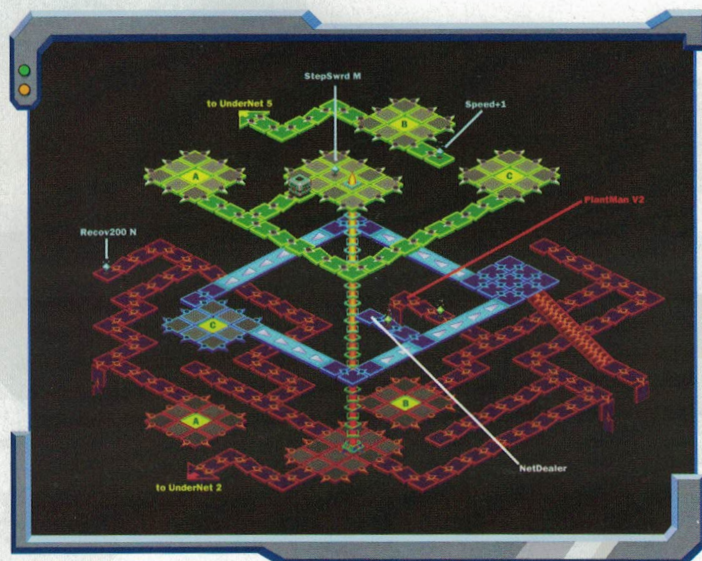 StepSwrd M
to UnderNet 5
Speed+1
B
A
C
PlantMan V2
Recov200 N
C
B
A
NetDealer
to UnderNet 2